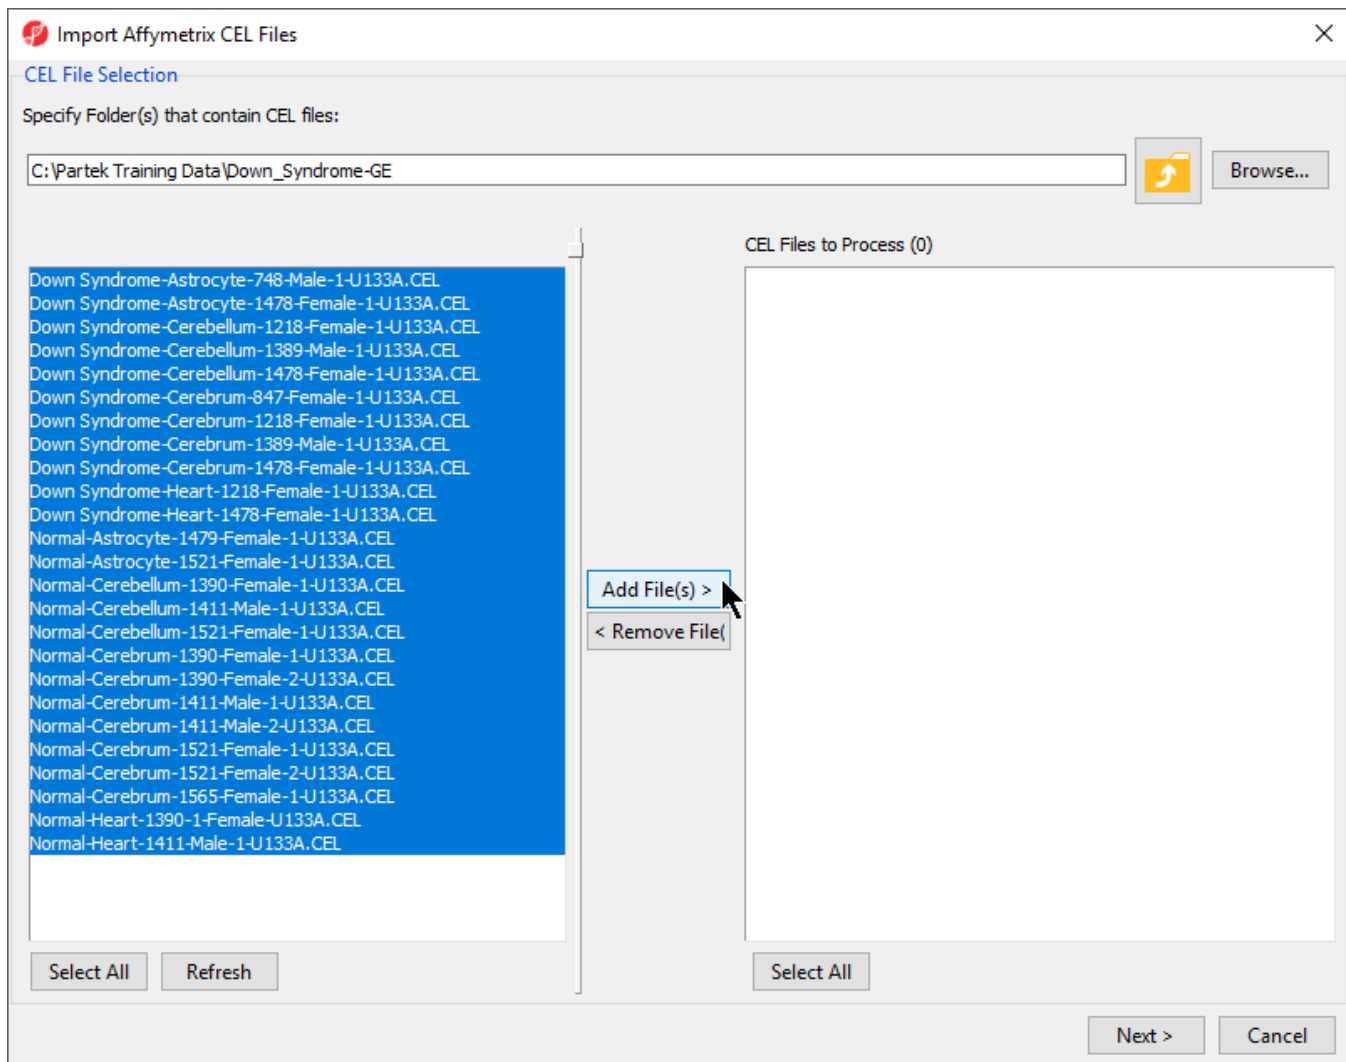 Import Affymetrix CEL Files
CEL File Selection
Specify Folder(s) that contain CEL files:
C:\Partek Training Data\Down_Syndrome-GE
Browse...
CEL Files to Process (0)
Down Syndrome-Astrocyte-748-Male-1-U133A.CEL
Down Syndrome-Astrocyte-1478-Female-1-U133A.CEL
Down Syndrome-Cerebellum-1218-Female-1-U133A.CEL
Down Syndrome-Cerebellum-1389-Male-1-U133A.CEL
Down Syndrome-Cerebellum-1478-Female-1-U133A.CEL
Down Syndrome-Cerebrum-847-Female-1-U133A.CEL
Down Syndrome-Cerebrum-1218-Female-1-U133A.CEL
Down Syndrome-Cerebrum-1389-Male-1-U133A.CEL
Down Syndrome-Cerebrum-1478-Female-1-U133A.CEL
Down Syndrome-Heart-1218-Female-1-U133A.CEL
Down Syndrome-Heart-1478-Female-1-U133A.CEL
Normal-Astrocyte-1479-Female-1-U133A.CEL
Normal-Astrocyte-1521-Female-1-U133A.CEL
Normal-Cerebellum-1390-Female-1-U133A.CEL
Normal-Cerebellum-1411-Male-1-U133A.CEL
Normal-Cerebellum-1521-Female-1-U133A.CEL
Normal-Cerebrum-1390-Female-1-U133A.CEL
Normal-Cerebrum-1390-Female-2-U133A.CEL
Normal-Cerebrum-1411-Male-1-U133A.CEL
Normal-Cerebrum-1411-Male-2-U133A.CEL
Normal-Cerebrum-1521-Female-1-U133A.CEL
Normal-Cerebrum-1521-Female-2-U133A.CEL
Normal-Cerebrum-1565-Female-1-U133A.CEL
Normal-Heart-1390-1-Female-U133A.CEL
Normal-Heart-1411-Male-1-U133A.CEL
Add File(s) >
< Remove File(
Select All
Refresh
Select All
Next >
Cancel